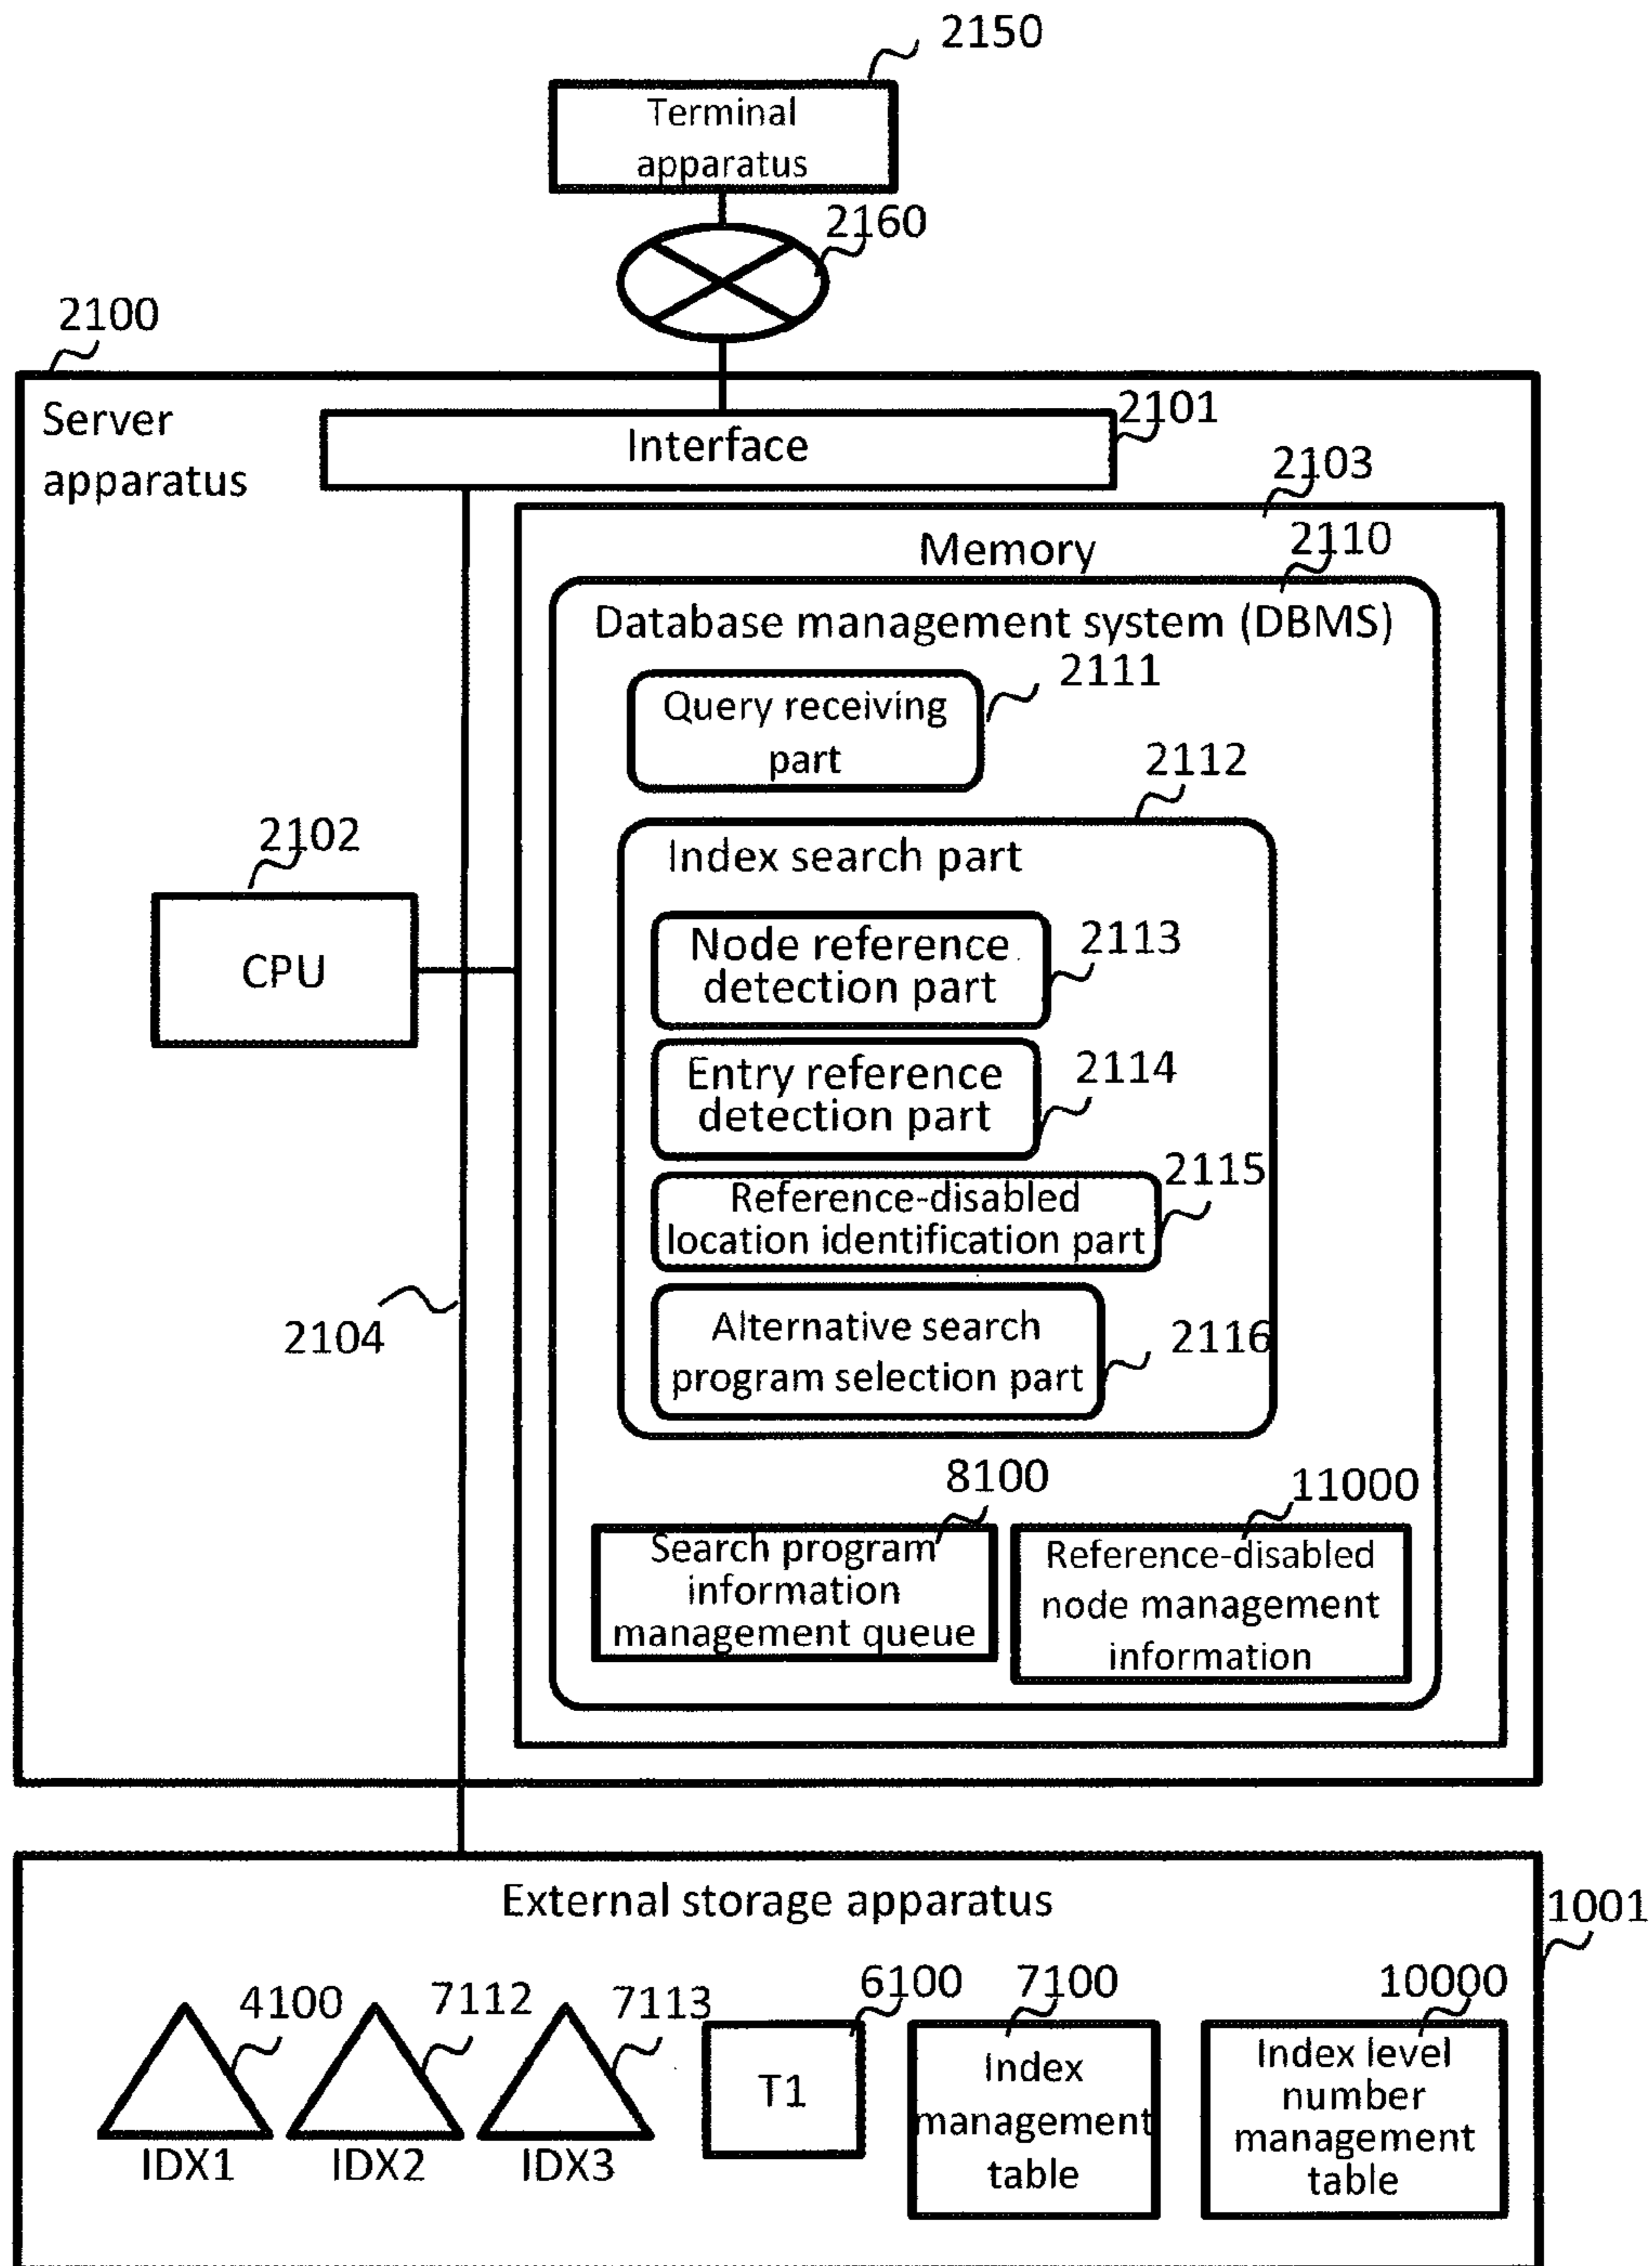 2150
Terminal
apparatus
2160
2100
Server
apparatus
2101
Interface
2103
Memory
2110
Database management system (DBMS)
2111
Query receiving
part
2112
Index search part
2102
CPU
Node reference
detection part
2113
Entry reference
detection part
2114
2115
Reference-disabled
location identification part
2104
Alternative search
program selection part
2116
8100
11000
Search program
information
management queue
Reference-disabled
node management
information
External storage apparatus
1001
4100
7112
7113
6100
7100
10000
IDX1
IDX2
IDX3
T1
Index
management
table
Index level
number
management
table